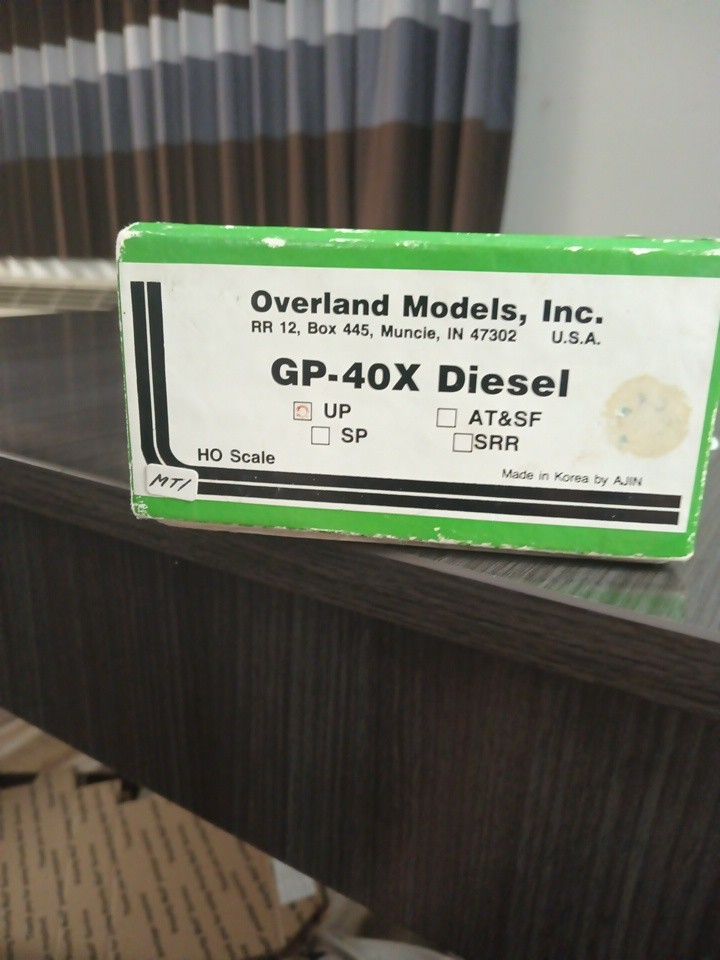 Overland Models, Inc.
RR 12, Box 445, Muncie, IN 47302 U.S.A.
GP-40X Diesel
UP AT&SF
SP SRR
HO Scale
Made in Korea by AJIN
MT/